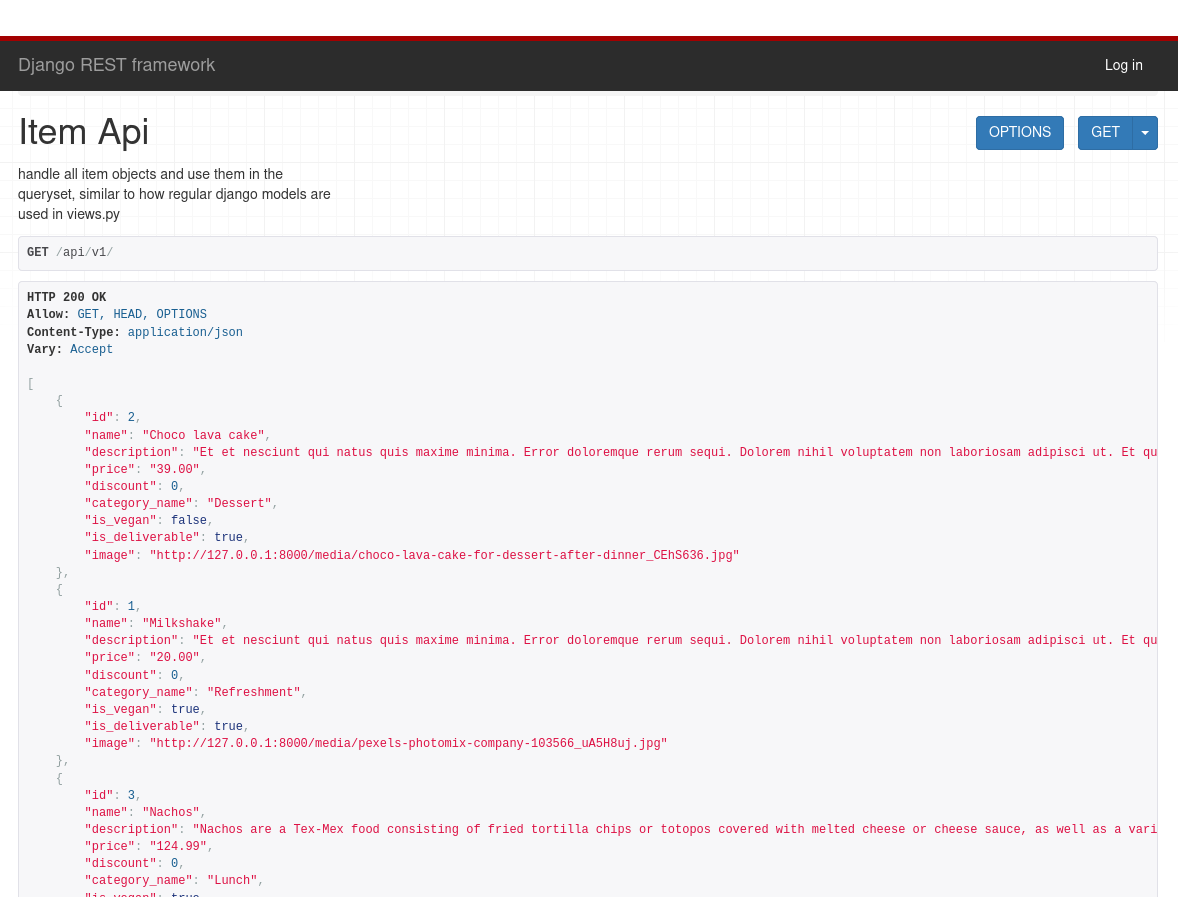 Django REST framework
Log in
Item Api
OPTIONS
GET
handle all item objects and use them in the
queryset, similar to how regular django models are
used in views.py
GET /api/v1/
HTTP 200 OK
Allow: GET, HEAD, OPTIONS
Content-Type: application/json
Vary: Accept
[
    {
        "id": 2,
        "name": "Choco lava cake",
        "description": "Et et nesciunt qui natus quis maxime minima. Error doloremque rerum sequi. Dolorem nihil voluptatem non laboriosam adipisci ut. Et qu
        "price": "39.00",
        "discount": 0,
        "category_name": "Dessert",
        "is_vegan": false,
        "is_deliverable": true,
        "image": "http://127.0.0.1:8000/media/choco-lava-cake-for-dessert-after-dinner_CEhS636.jpg"
    },
    {
        "id": 1,
        "name": "Milkshake",
        "description": "Et et nesciunt qui natus quis maxime minima. Error doloremque rerum sequi. Dolorem nihil voluptatem non laboriosam adipisci ut. Et qu
        "price": "20.00",
        "discount": 0,
        "category_name": "Refreshment",
        "is_vegan": true,
        "is_deliverable": true,
        "image": "http://127.0.0.1:8000/media/pexels-photomix-company-103566_uA5H8uj.jpg"
    },
    {
        "id": 3,
        "name": "Nachos",
        "description": "Nachos are a Tex-Mex food consisting of fried tortilla chips or totopos covered with melted cheese or cheese sauce, as well as a vari
        "price": "124.99",
        "discount": 0,
        "category_name": "Lunch",
        "is_vegan": true